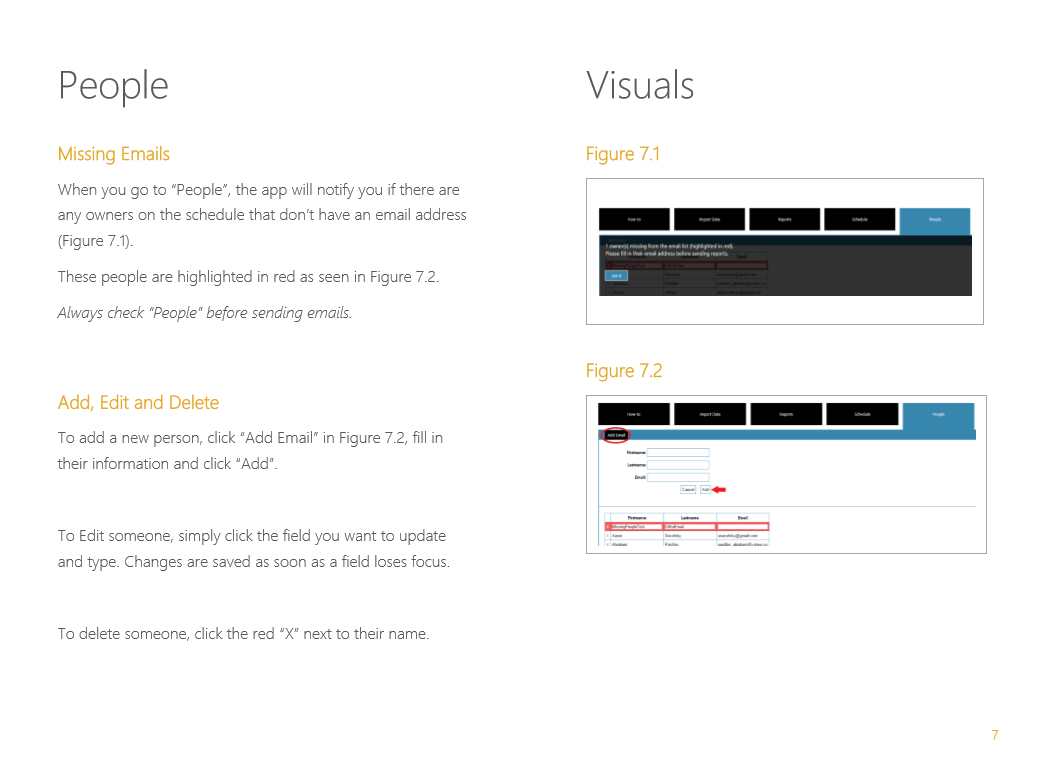 People
Missing Emails
When you go to “People”, the app will notify you if there are
any owners on the schedule that don’t have an email address
(Figure 7.1).
These people are highlighted in red as seen in Figure 7.2.
Always check “People” before sending emails.
Add, Edit and Delete
To add a new person, click “Add Email” in Figure 7.2, fill in
their information and click “Add”.
To Edit someone, simply click the field you want to update
and type. Changes are saved as soon as a field loses focus.
To delete someone, click the red “X” next to their name.
Visuals
Figure 7.1
How-to Import Data Reports Schedule People
1 owner(s) missing from the email list (highlighted in red).
Please fill in their email address before sending reports.
Email
Got it
Figure 7.2
How-to Import Data Reports Schedule People
Add Email
Firstname:
Lastname:
Email:
Cancel Add
Firstname Lastname Email
MissingPeopleTest
Aaron
Abraham
7